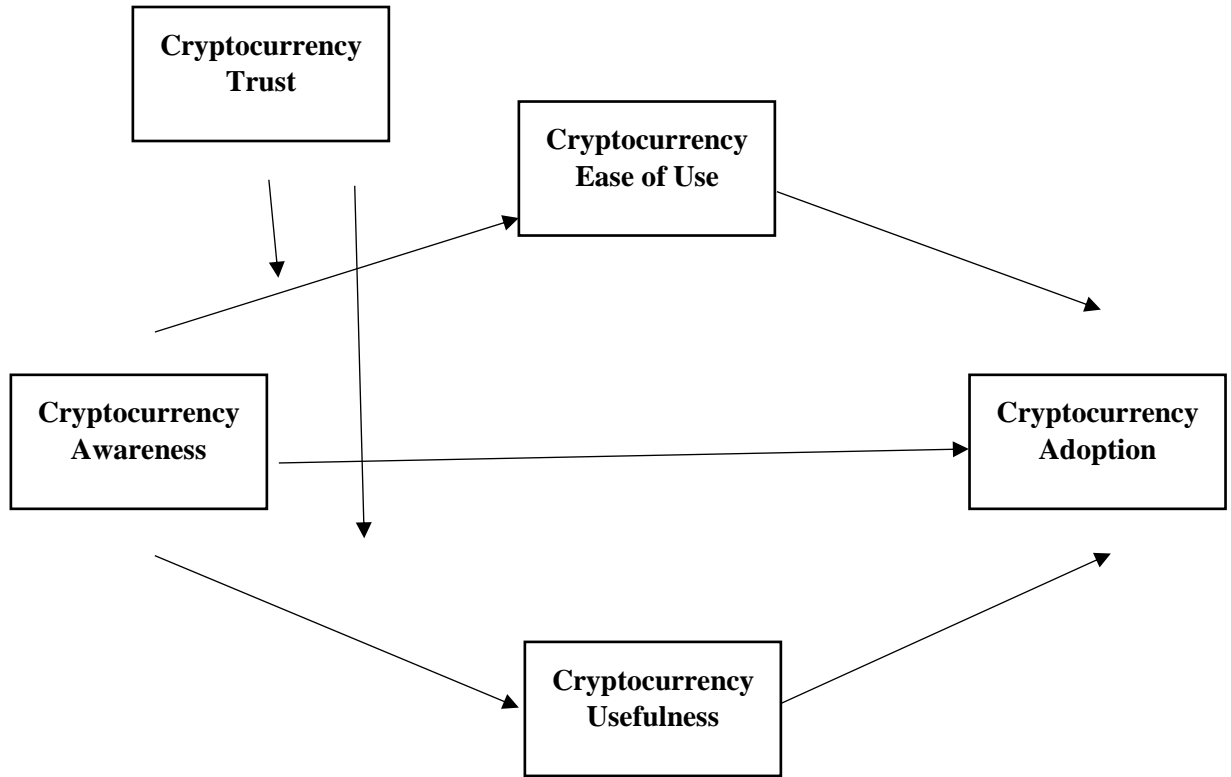 Cryptocurrency
Trust
Cryptocurrency
Ease of Use
Cryptocurrency
Awareness
Cryptocurrency
Adoption
Cryptocurrency
Usefulness